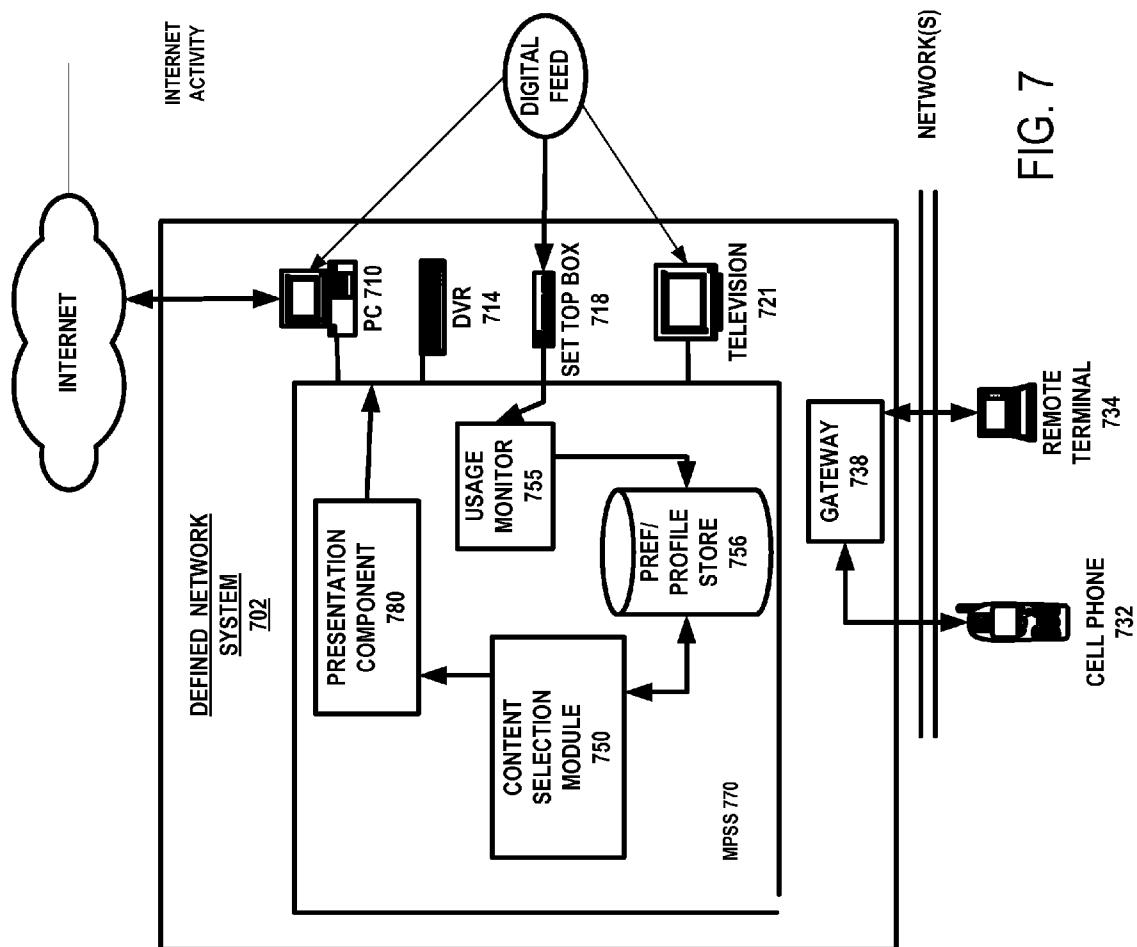 INTERNET
INTERNET
ACTIVITY
DEFINED NETWORK
SYSTEM
702
PC 710
DVR
714
SET TOP BOX
718
TELEVISION
721
DIGITAL
FEED
PRESENTATION
COMPONENT
780
USAGE
MONITOR
755
CONTENT
SELECTION
MODULE
750
PREF/
PROFILE
STORE
756
MPSS 770
GATEWAY
738
NETWORK(S)
CELL PHONE
732
REMOTE
TERMINAL
734
FIG. 7